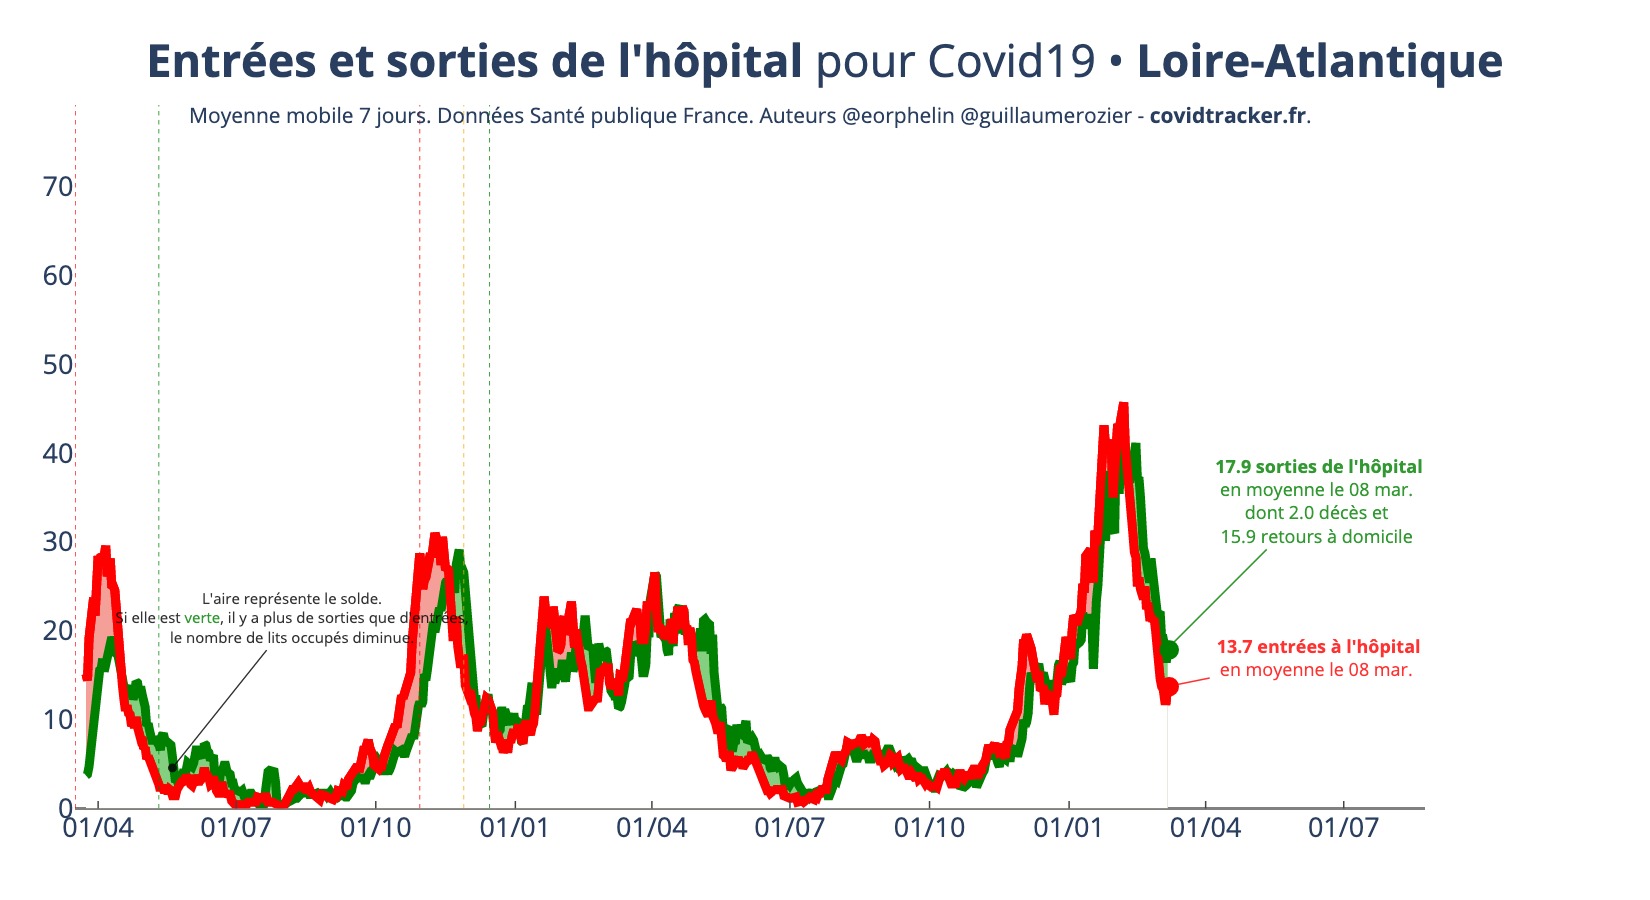 Entrées et sorties de l'hôpital pour Covid19 • Loire-Atlantique
Moyenne mobile 7 jours. Données Santé publique France. Auteurs @eorphelin @guillaumerozier - covidtracker.fr.
70
60
50
40
30
20
10
0
L'aire représente le solde.
Si elle est verte, il y a plus de sorties que d'entrées,
le nombre de lits occupés diminue.
17.9 sorties de l'hôpital
en moyenne le 08 mar.
dont 2.0 décès et
15.9 retours à domicile
13.7 entrées à l'hôpital
en moyenne le 08 mar.
01/04 01/07 01/10 01/01 01/04 01/07 01/10 01/01 01/04 01/07